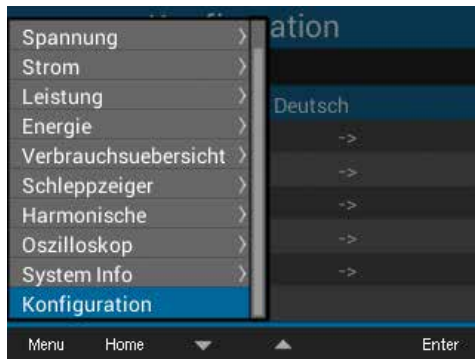 ation
Spannung >
Strom >
Leistung >
Deutsch
Energie >
->
Verbrauchsuebersicht >
->
Schleppzeiger >
->
Harmonische >
->
Oszilloskop >
->
System Info >
Konfiguration
Menu Home Enter